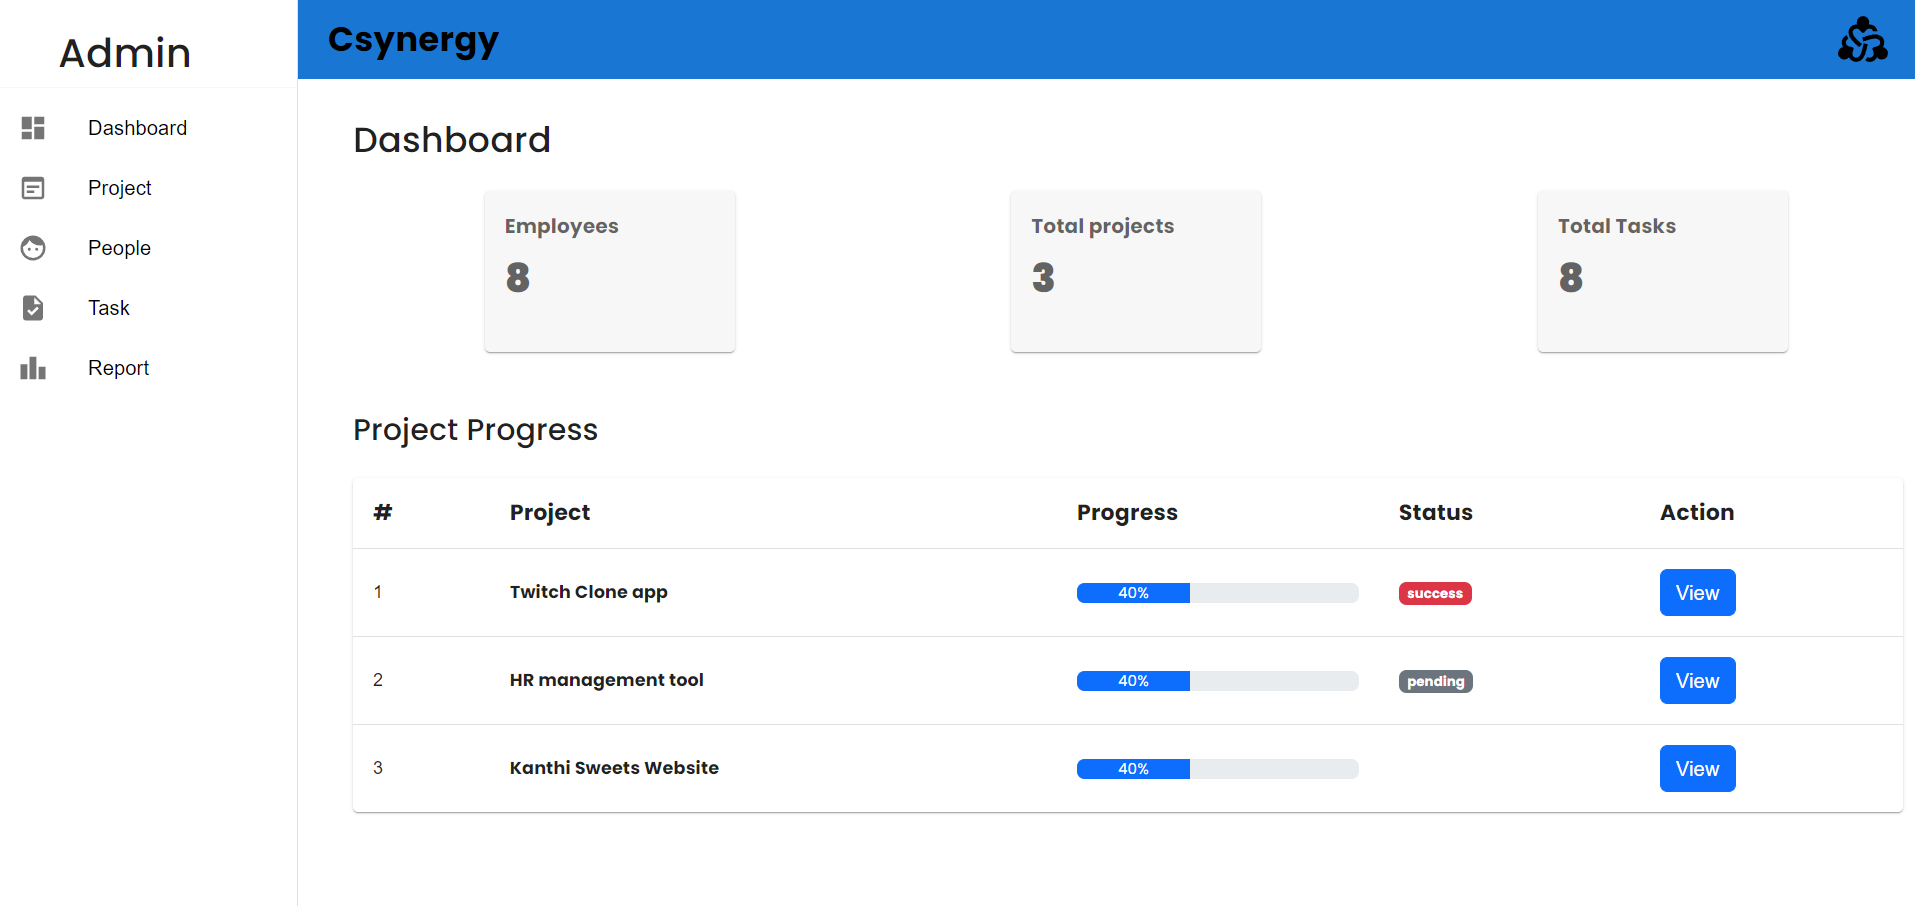 Admin
Csynergy
Dashboard
Project
People
Task
Report
Dashboard
Employees
8
Total projects
3
Total Tasks
8
Project Progress
# Project Progress Status Action
1 Twitch Clone app 40% success View
2 HR management tool 40% pending View
3 Kanthi Sweets Website 40% View